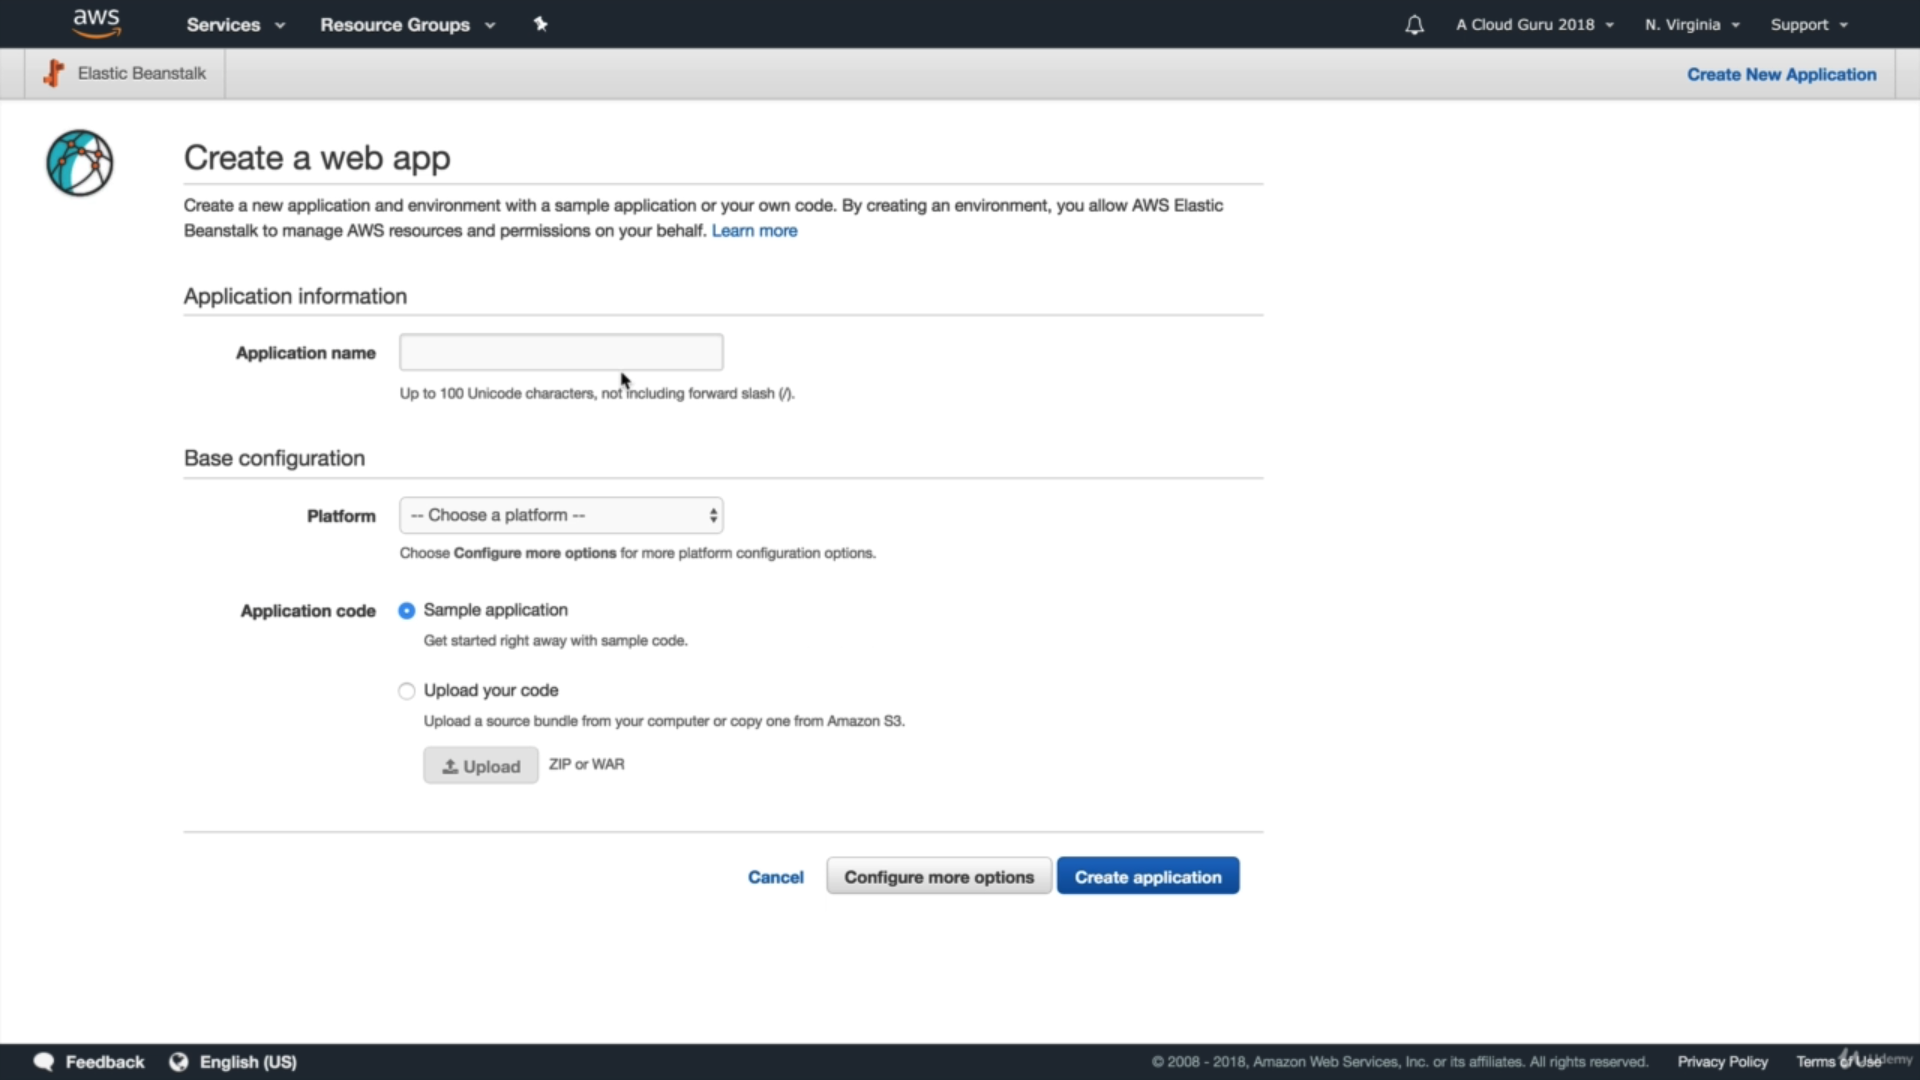 aws Services Resource Groups A Cloud Guru 2018 N. Virginia Support
Elastic Beanstalk Create New Application
Create a web app
Create a new application and environment with a sample application or your own code. By creating an environment, you allow AWS Elastic
Beanstalk to manage AWS resources and permissions on your behalf. Learn more
Application information
Application name
Up to 100 Unicode characters, not including forward slash (/).
Base configuration
Platform -- Choose a platform --
Choose Configure more options for more platform configuration options.
Application code Sample application
Get started right away with sample code.
Upload your code
Upload a source bundle from your computer or copy one from Amazon S3.
Upload ZIP or WAR
Cancel Configure more options Create application
Feedback English (US) © 2008 - 2018, Amazon Web Services, Inc. or its affiliates. All rights reserved. Privacy Policy Terms of Use Udemy